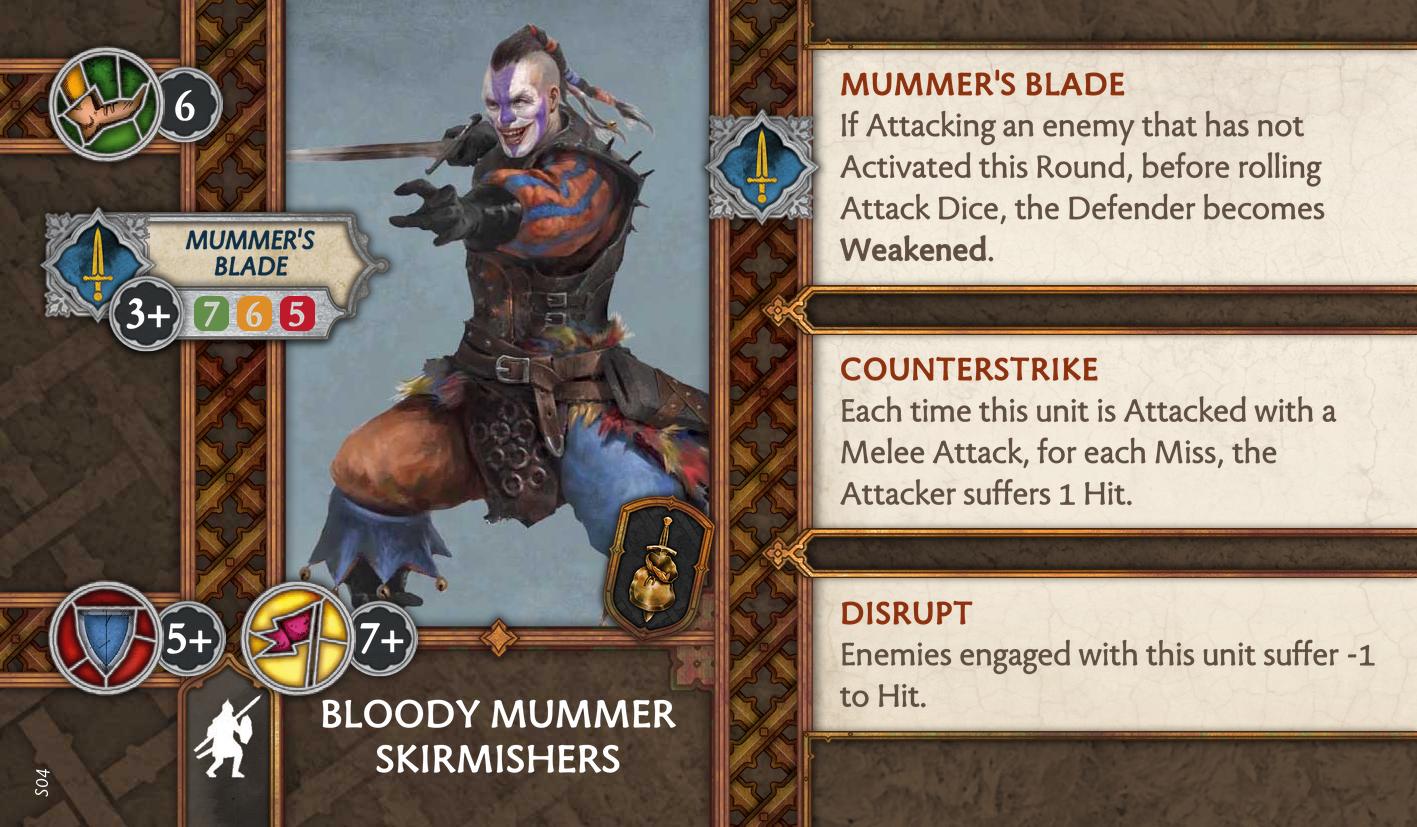 6
MUMMER'S
BLADE
3+ 7 6 5
5+ 7+
BLOODY MUMMER
SKIRMISHERS
S04
MUMMER'S BLADE
If Attacking an enemy that has not
Activated this Round, before rolling
Attack Dice, the Defender becomes
Weakened.
COUNTERSTRIKE
Each time this unit is Attacked with a
Melee Attack, for each Miss, the
Attacker suffers 1 Hit.
DISRUPT
Enemies engaged with this unit suffer -1
to Hit.